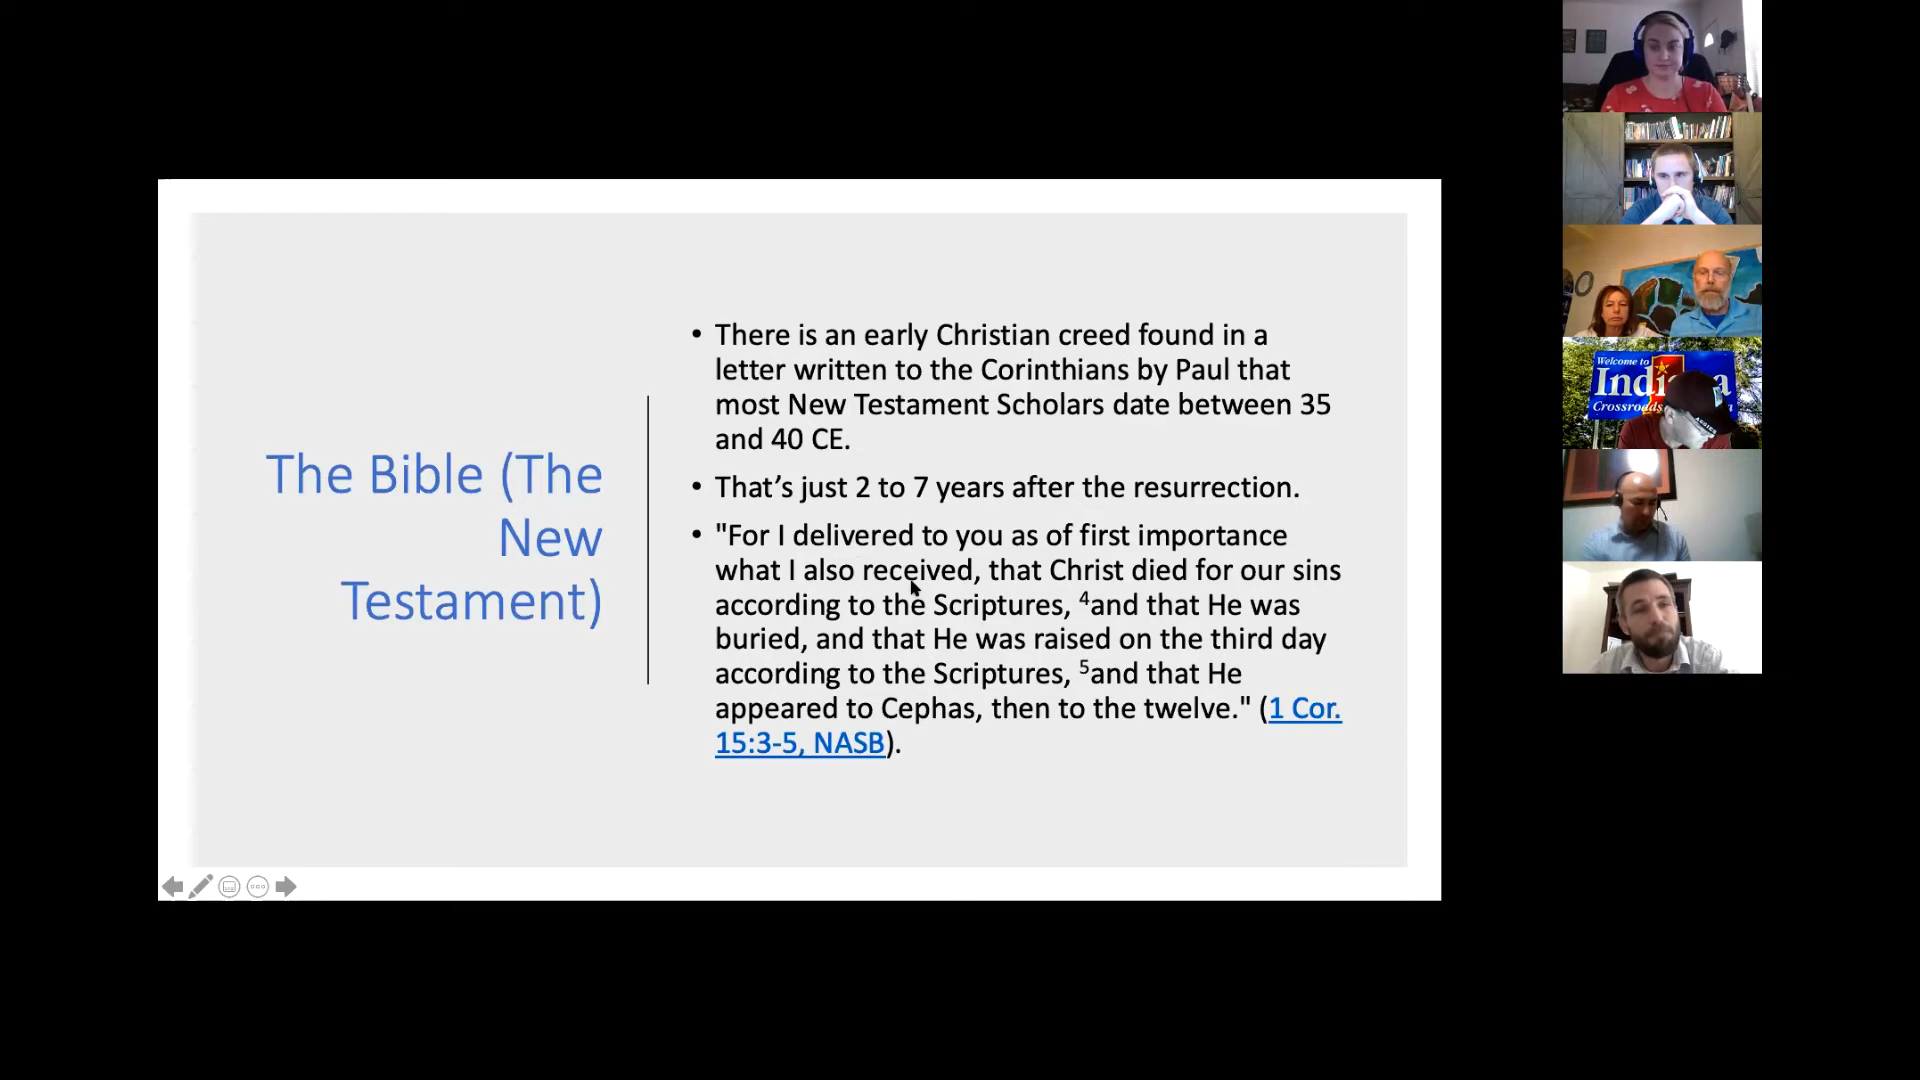 The Bible (The
New
Testament)
• There is an early Christian creed found in a
letter written to the Corinthians by Paul that
most New Testament Scholars date between 35
and 40 CE.
• That’s just 2 to 7 years after the resurrection.
• "For I delivered to you as of first importance
what I also received, that Christ died for our sins
according to the Scriptures, ⁴and that He was
buried, and that He was raised on the third day
according to the Scriptures, ⁵and that He
appeared to Cephas, then to the twelve." (1 Cor.
15:3-5, NASB).
Welcome to
Indi a
Crossroads
AGGIES